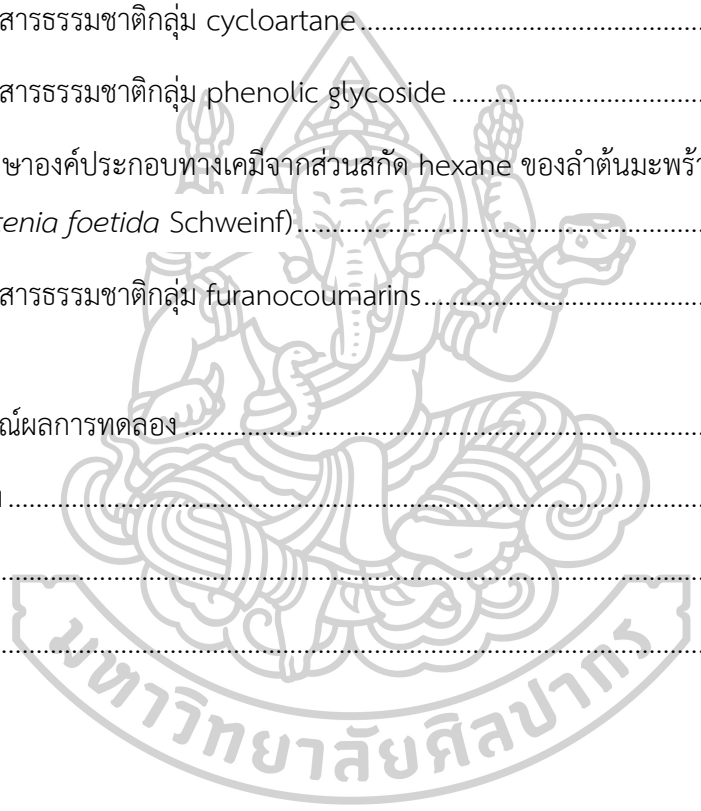 สารธรรมชาติกลุ่ม cycloartane
สารธรรมชาติกลุ่ม phenolic glycoside
ษาองค์ประกอบทางเคมีจากส่วนสกัด hexane ของลำต้นมะพร้า
enia foetida Schweinf)
สารธรรมชาติกลุ่ม furanocoumarins
ณ์ผลการทดลอง
มหาวิทยาลัยศิลปากร